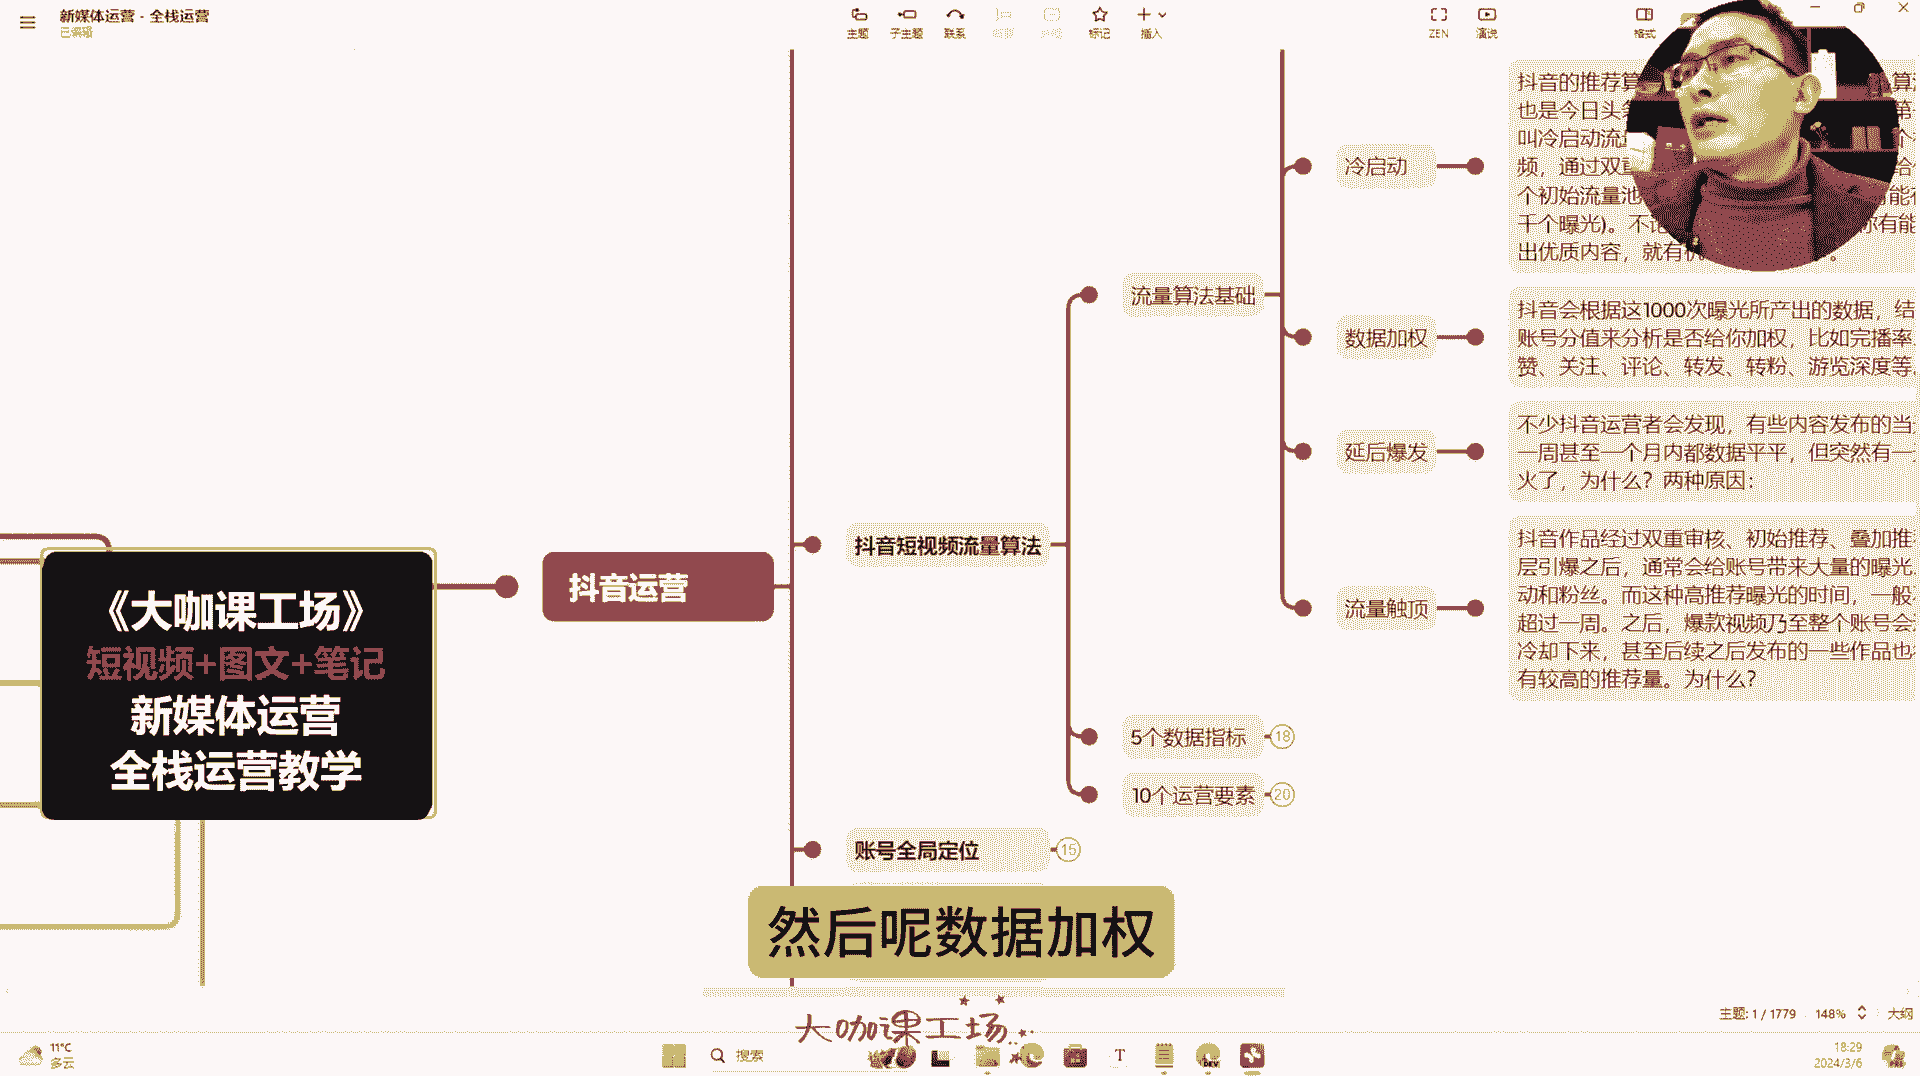 新媒体运营 - 全栈运营
已编辑
主题
子主题
联系
标记
插入
ZEN
演说
格式
抖音的推荐算
也是今日头
叫冷启动流
频，通过双重
个初始流量池
千个曝光)。不论
你有能
出优质内容，就有机
冷启动
抖音会根据这1000次曝光所产出的数据，结
账号分值来分析是否给你加权，比如完播率
赞、关注、评论、转发、转粉、游览深度等
流量算法基础
数据加权
不少抖音运营者会发现，有些内容发布的当
一周甚至一个月内都数据平平，但突然有一
火了，为什么？两种原因：
延后爆发
抖音作品经过双重审核、初始推荐、叠加推
层引爆之后，通常会给账号带来大量的曝光
动和粉丝。而这种高推荐曝光的时间，一般
超过一周。之后，爆款视频乃至整个账号会
冷却下来，甚至后续之后发布的一些作品也
有较高的推荐量。为什么？
流量触顶
抖音短视频流量算法
抖音运营
《大咖课工场》
短视频+图文+笔记
新媒体运营
全栈运营教学
5个数据指标
18
10个运营要素
20
账号全局定位
15
然后呢数据加权
大咖课工场
主题: 1 / 1779
148%
大纲
11°C
多云
搜索
18:29
2024/3/6